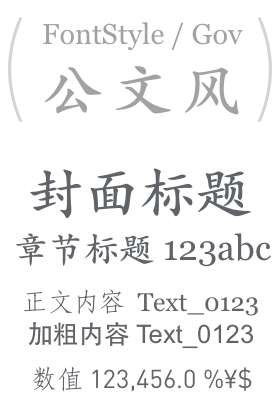 FontStyle / Gov
公文风
封面标题
章节标题 123abc
正文内容 Text_0123
加粗内容 Text_0123
数值 123,456.0 %¥$